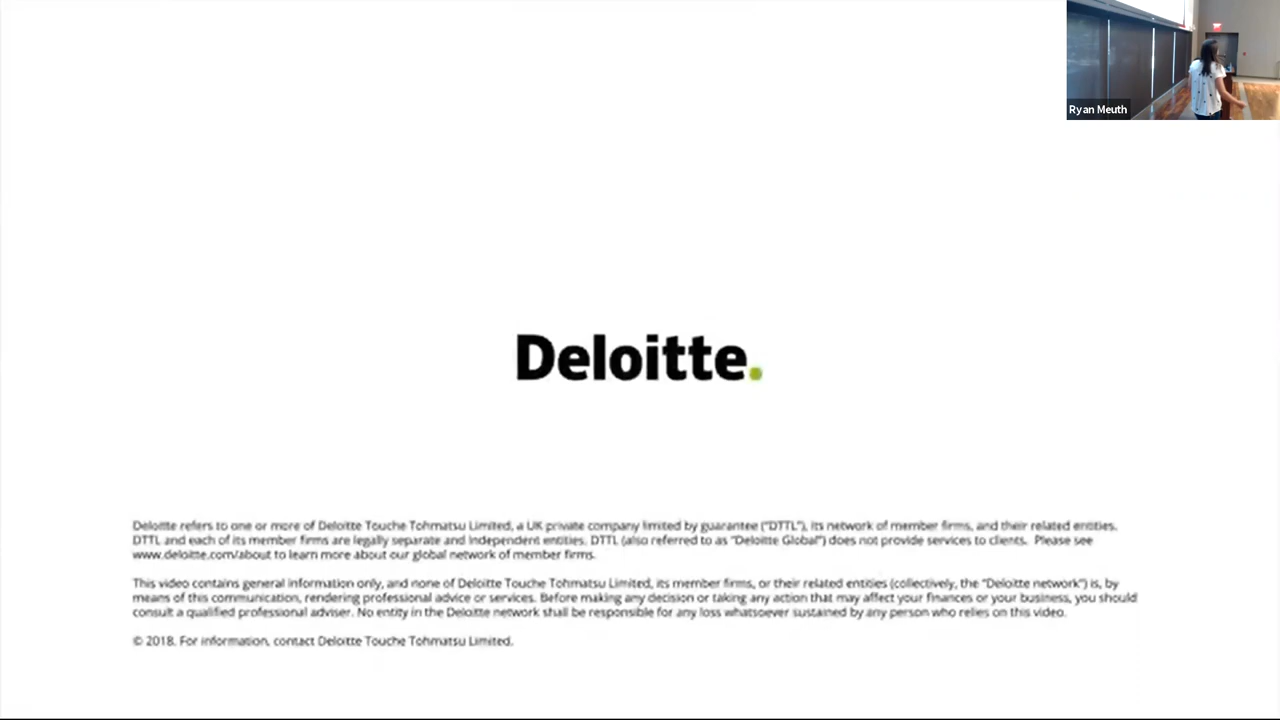 Ryan Meuth
Deloitte.
Deloitte refers to one or more of Deloitte Touche Tohmatsu Limited, a UK private company limited by guarantee ("DTTL"), its network of member firms, and their related entities.
DTTL and each of its member firms are legally separate and independent entities. DTTL (also referred to as "Deloitte Global") does not provide services to clients. Please see
www.deloitte.com/about to learn more about our global network of member firms.
This video contains general information only, and none of Deloitte Touche Tohmatsu Limited, its member firms, or their related entities (collectively, the "Deloitte network") is, by
means of this communication, rendering professional advice or services. Before making any decision or taking any action that may affect your finances or your business, you should
consult a qualified professional adviser. No entity in the Deloitte network shall be responsible for any loss whatsoever sustained by any person who relies on this video.
© 2018. For information, contact Deloitte Touche Tohmatsu Limited.